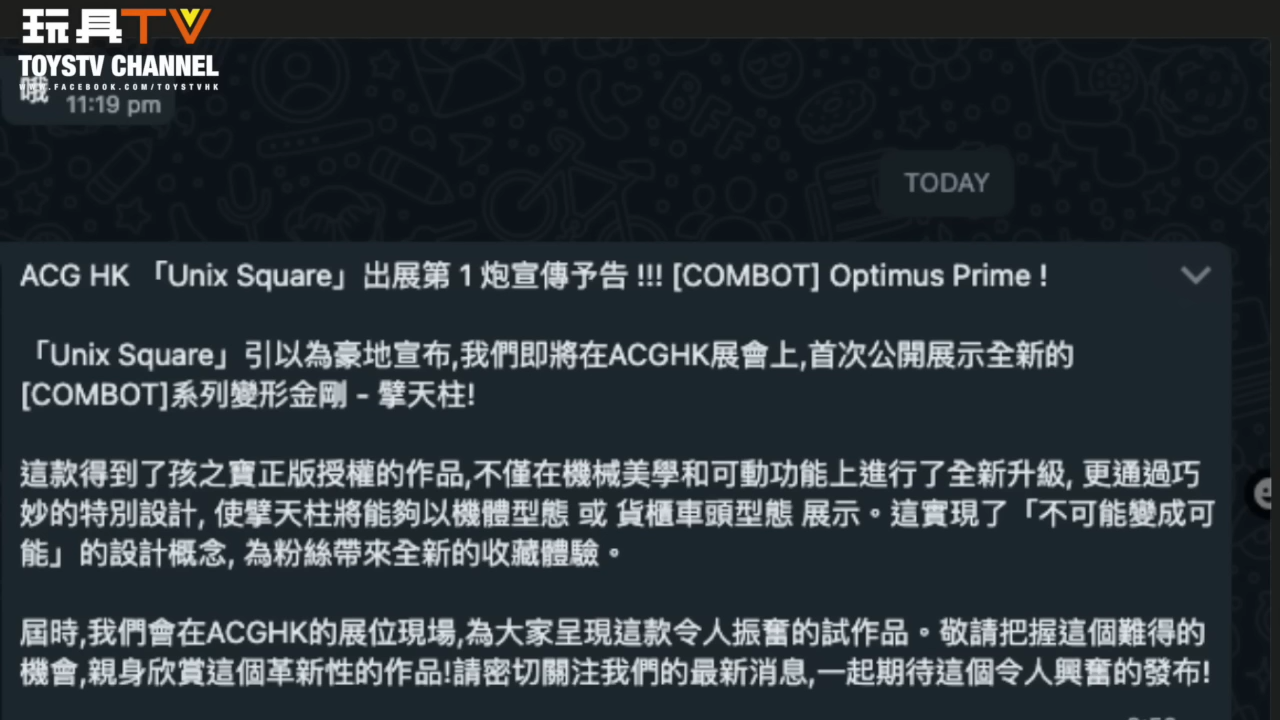 玩具TV
TOYSTV CHANNEL
WWW.FACEBOOK.COM/TOYSTVHK
哦
11:19 pm
TODAY
ACG HK 「Unix Square」出展第 1 炮宣傳予告 !!! [COMBOT] Optimus Prime !
「Unix Square」引以為豪地宣布,我們即將在ACGHK展會上,首次公開展示全新的
[COMBOT]系列變形金剛 - 擎天柱!
這款得到了孩之寶正版授權的作品,不僅在機械美學和可動功能上進行了全新升級, 更通過巧
妙的特別設計, 使擎天柱將能夠以機體型態 或 貨櫃車頭型態 展示。這實現了「不可能變成可
能」的設計概念, 為粉絲帶來全新的收藏體驗。
屆時,我們會在ACGHK的展位現場,為大家呈現這款令人振奮的試作品。敬請把握這個難得的
機會,親身欣賞這個革新性的作品!請密切關注我們的最新消息,一起期待這個令人興奮的發布!